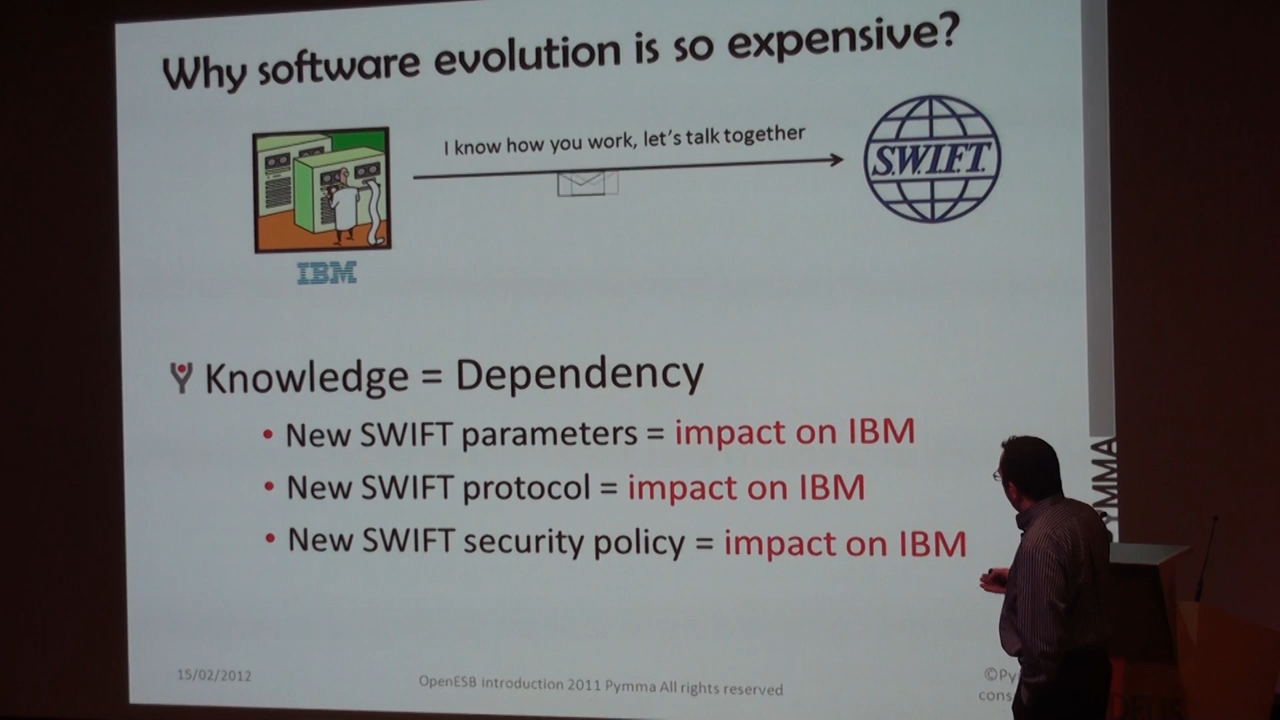 Why software evolution is so expensive?
I know how you work, let's talk together
S.W.I.F.T.
IBM
Knowledge = Dependency
• New SWIFT parameters = impact on IBM
• New SWIFT protocol = impact on IBM
• New SWIFT security policy = impact on IBM
15/02/2012
OpenESB introduction 2011 Pymma All rights reserved